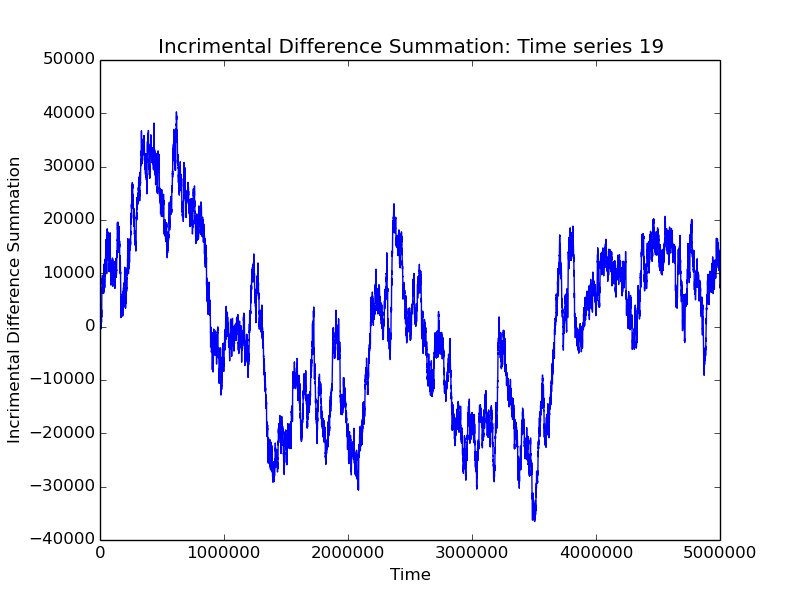 Incrimental Difference Summation: Time series 19
50000
40000
30000
20000
10000
0
−10000
−20000
−30000
−40000
Incrimental Difference Summation
0 1000000 2000000 3000000 4000000 5000000
Time